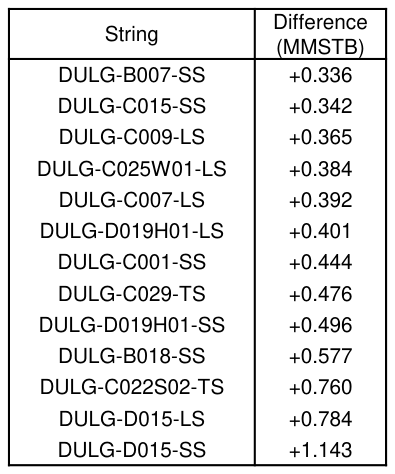 String Difference (MMSTB)
DULG-B007-SS +0.336
DULG-C015-SS +0.342
DULG-C009-LS +0.365
DULG-C025W01-LS +0.384
DULG-C007-LS +0.392
DULG-D019H01-LS +0.401
DULG-C001-SS +0.444
DULG-C029-TS +0.476
DULG-D019H01-SS +0.496
DULG-B018-SS +0.577
DULG-C022S02-TS +0.760
DULG-D015-LS +0.784
DULG-D015-SS +1.143